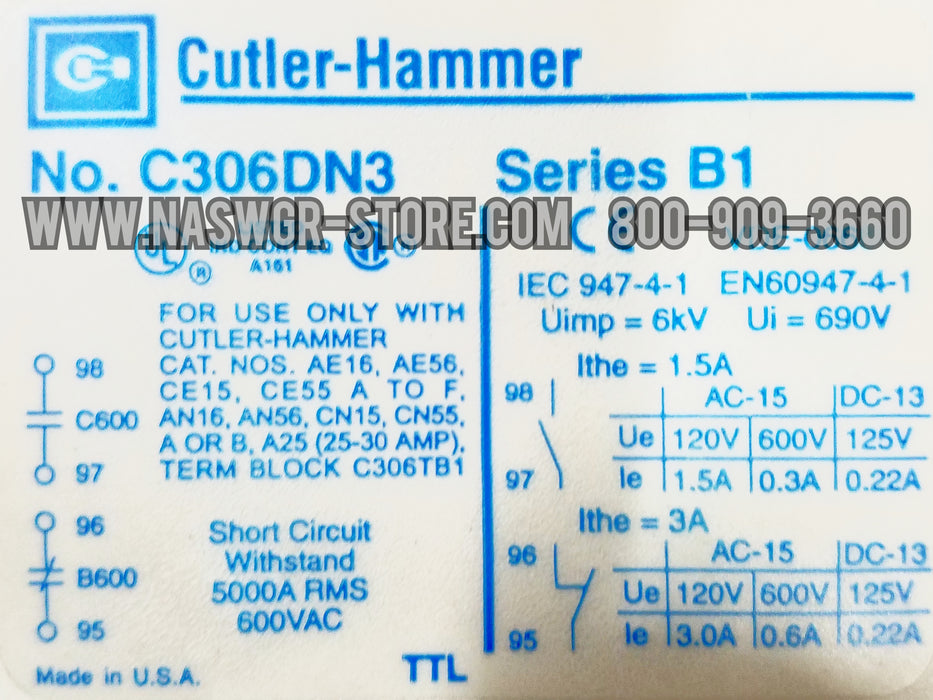 Cutler-Hammer
No. C306DN3 Series B1
WWW.NASWGR-STORE.COM 800-909-3660
UL
A161
FOR USE ONLY WITH
CUTLER-HAMMER
CAT. NOS. AE16, AE56,
CE15, CE55 A TO F,
AN16, AN56, CN15, CN55,
A OR B, A25 (25-30 AMP),
TERM BLOCK C306TB1
98
C600
97
96
B600
95
Short Circuit
Withstand
5000A RMS
600VAC
Made in U.S.A.
TTL
IEC 947-4-1 EN60947-4-1
Uimp = 6kV Ui = 690V
Ithe = 1.5A
98
97
AC-15 DC-13
Ue 120V 600V 125V
Ie 1.5A 0.3A 0.22A
Ithe = 3A
96
95
AC-15 DC-13
Ue 120V 600V 125V
Ie 3.0A 0.6A 0.22A